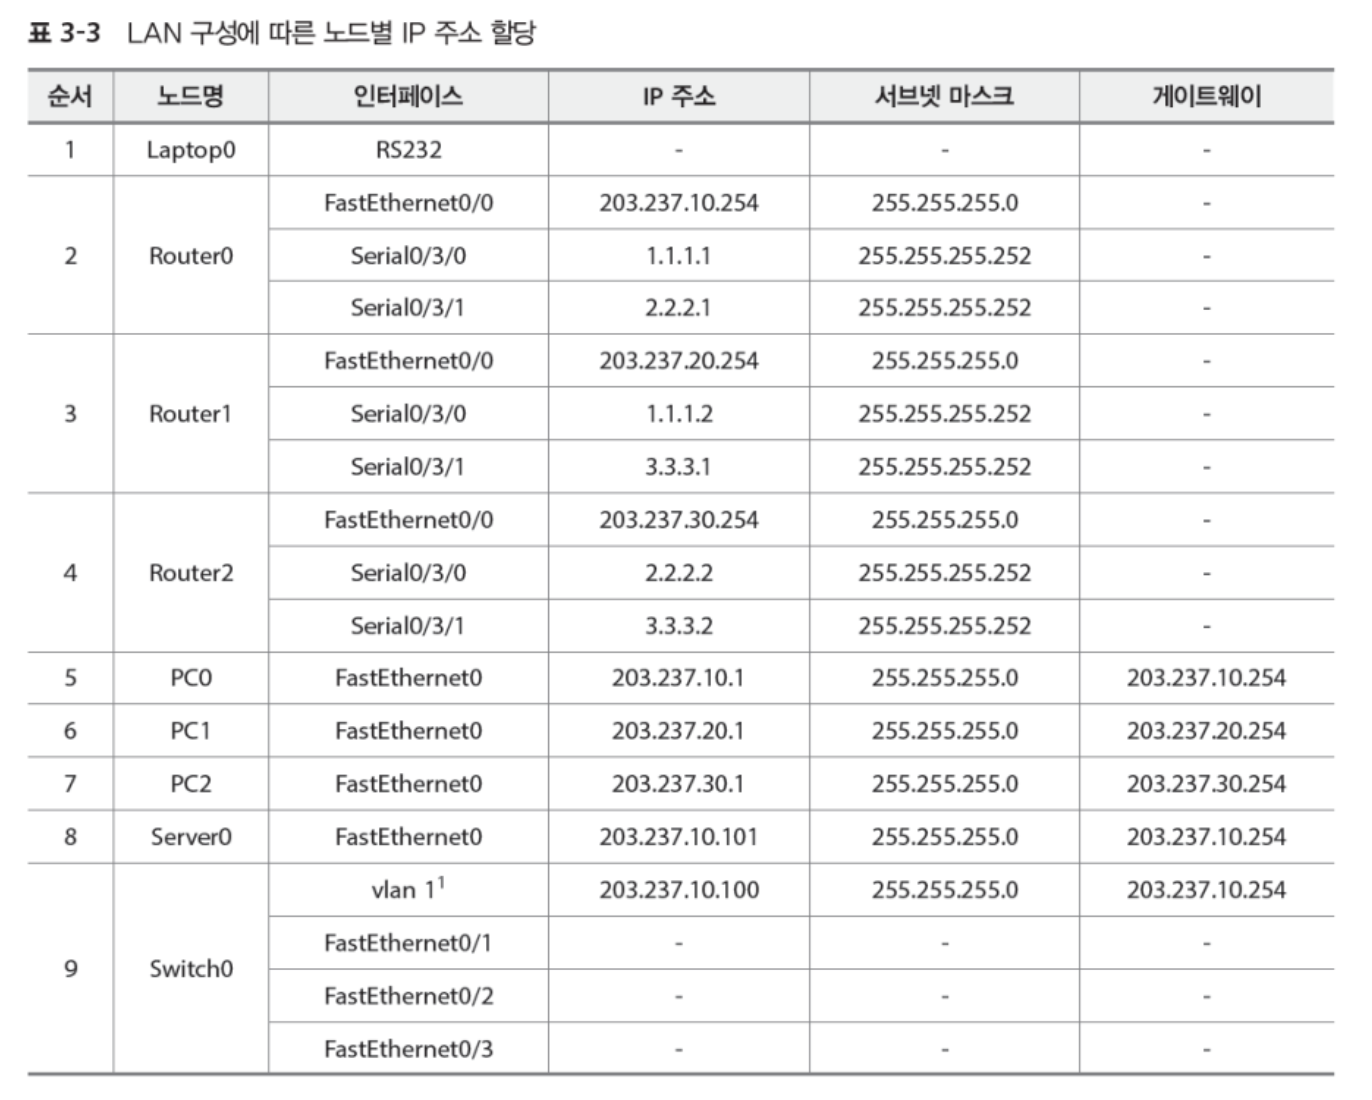 표 3-3 LAN 구성에 따른 노드별 IP 주소 할당
순서 노드명 인터페이스 IP 주소 서브넷 마스크 게이트웨이
1 Laptop0 RS232 - - -
FastEthernet0/0 203.237.10.254 255.255.255.0 -
2 Router0 Serial0/3/0 1.1.1.1 255.255.255.252 -
Serial0/3/1 2.2.2.1 255.255.255.252 -
FastEthernet0/0 203.237.20.254 255.255.255.0 -
3 Router1 Serial0/3/0 1.1.1.2 255.255.255.252 -
Serial0/3/1 3.3.3.1 255.255.255.252 -
FastEthernet0/0 203.237.30.254 255.255.255.0 -
4 Router2 Serial0/3/0 2.2.2.2 255.255.255.252 -
Serial0/3/1 3.3.3.2 255.255.255.252 -
5 PC0 FastEthernet0 203.237.10.1 255.255.255.0 203.237.10.254
6 PC1 FastEthernet0 203.237.20.1 255.255.255.0 203.237.20.254
7 PC2 FastEthernet0 203.237.30.1 255.255.255.0 203.237.30.254
8 Server0 FastEthernet0 203.237.10.101 255.255.255.0 203.237.10.254
vlan 1¹ 203.237.10.100 255.255.255.0 203.237.10.254
FastEthernet0/1 - - -
9 Switch0
FastEthernet0/2 - - -
FastEthernet0/3 - - -